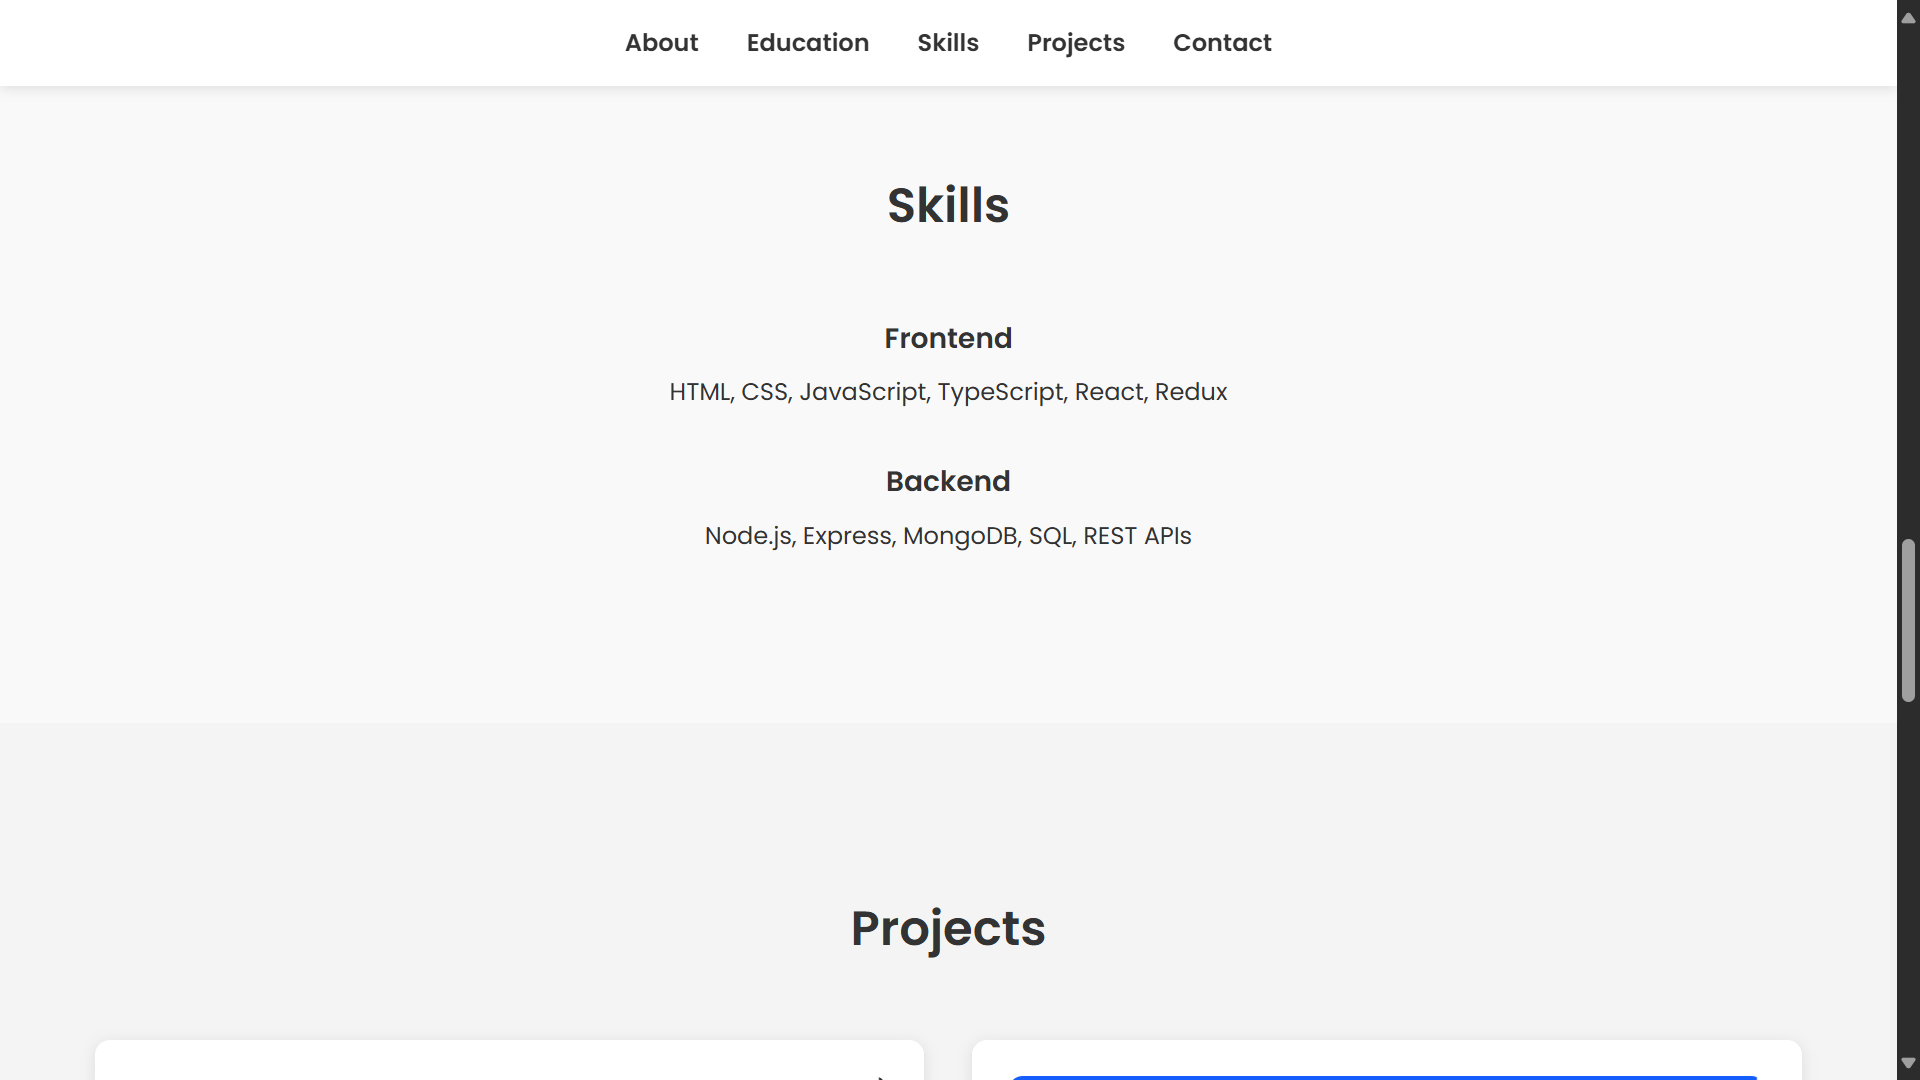 About Education Skills Projects Contact
Skills
Frontend
HTML, CSS, JavaScript, TypeScript, React, Redux
Backend
Node.js, Express, MongoDB, SQL, REST APIs
Projects